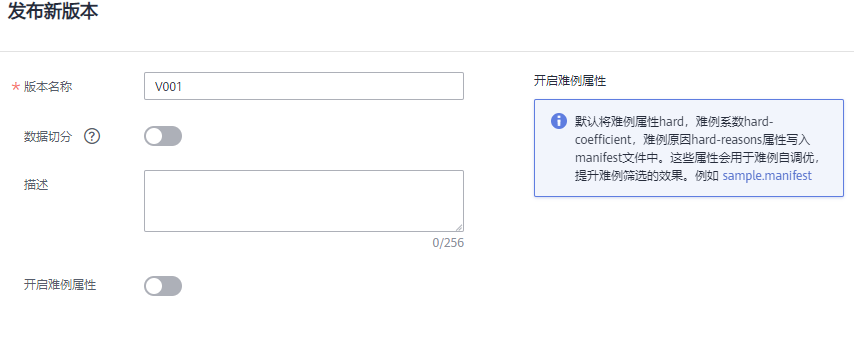 发布新版本
* 版本名称
V001
数据切分 ?
描述
0/256
开启难例属性
开启难例属性
默认将难例属性hard，难例系数hard-
coefficient，难例原因hard-reasons属性写入
manifest文件中。这些属性会用于难例自调优，
提升难例筛选的效果。例如 sample.manifest